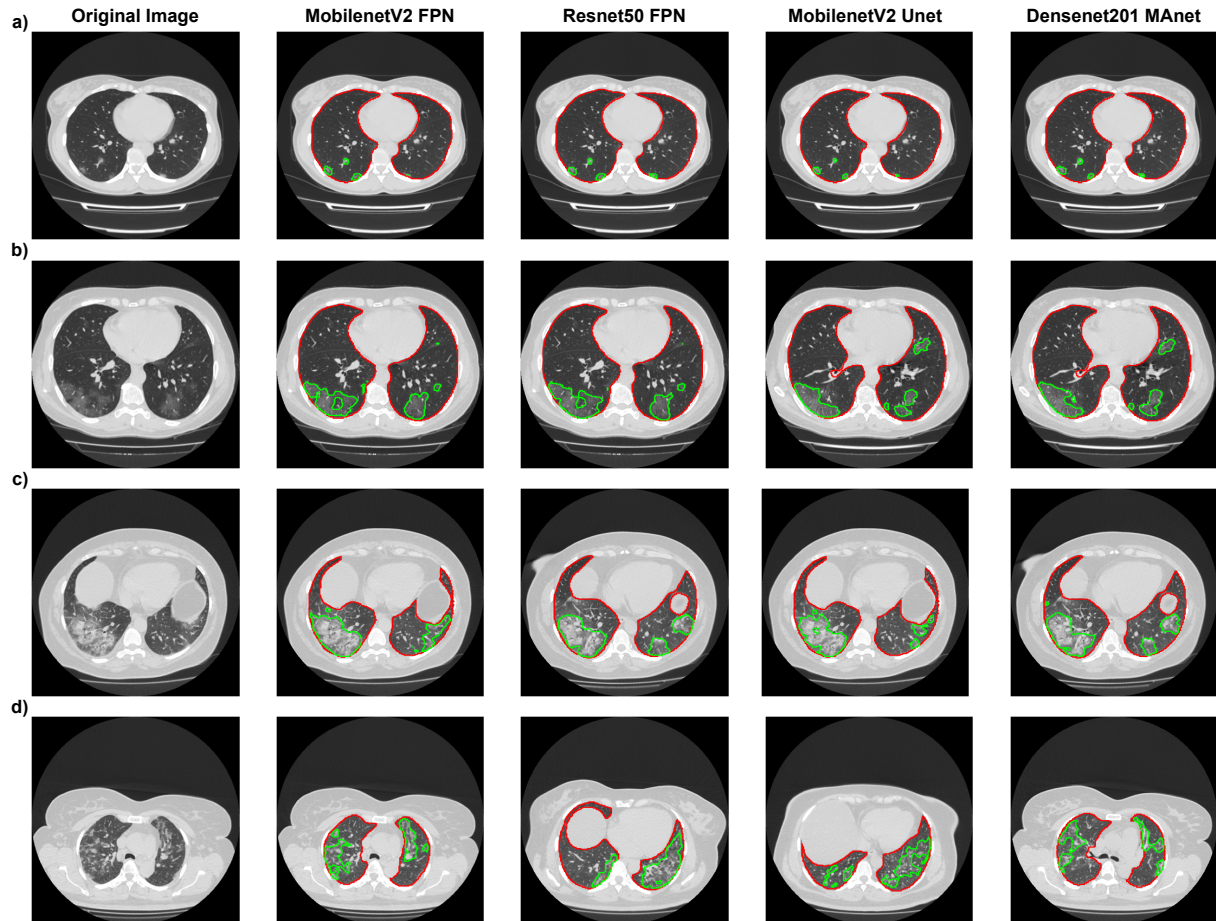 Original Image MobilenetV2 FPN Resnet50 FPN MobilenetV2 Unet Densenet201 MAnet
a)
b)
c)
d)